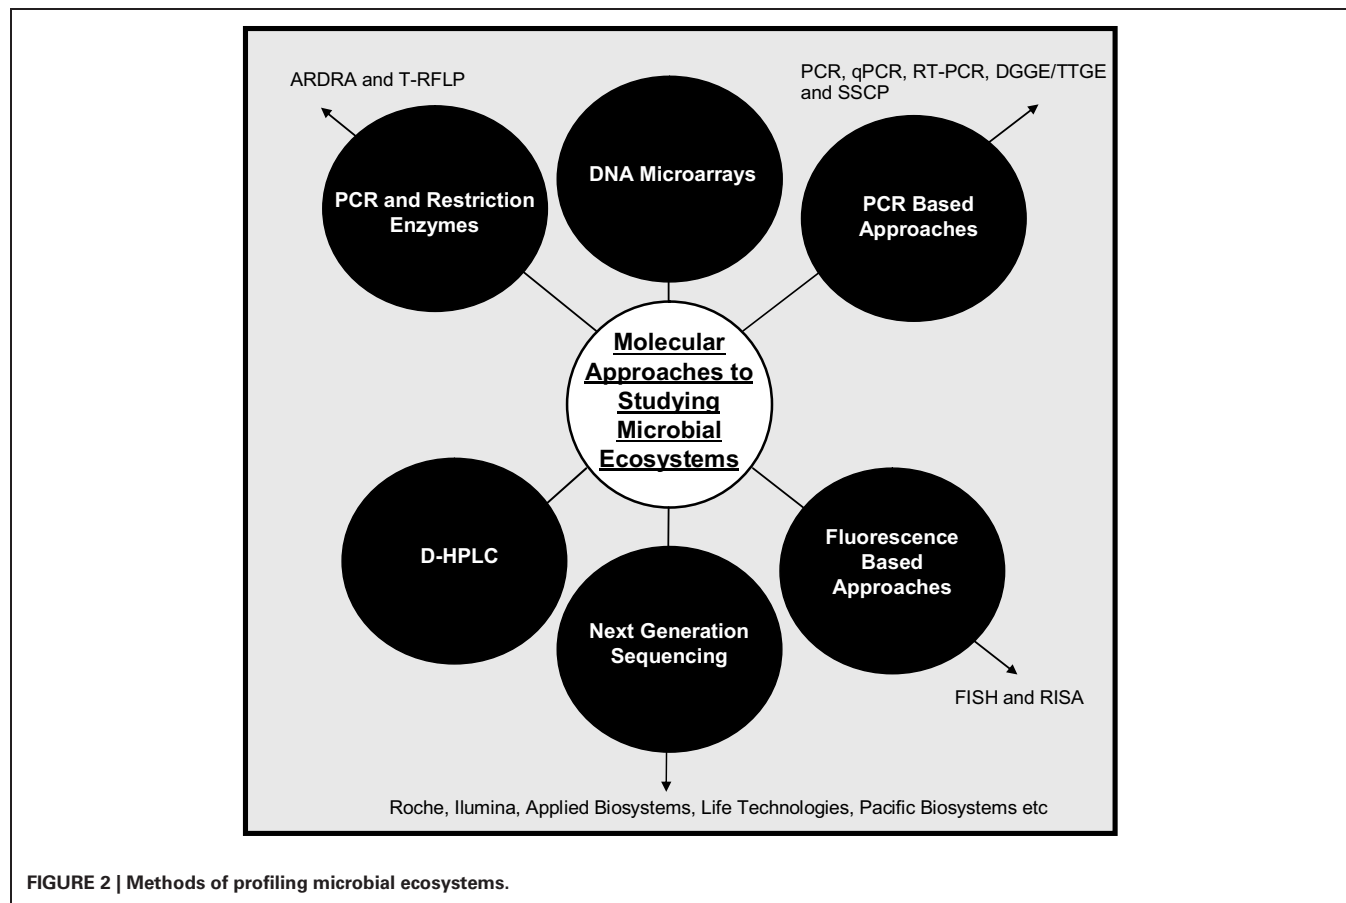 ARDRA and T-RFLP
PCR, qPCR, RT-PCR, DGGE/TTGE
and SSCP
PCR and Restriction
Enzymes
DNA Microarrays
PCR Based
Approaches
Molecular
Approaches to
Studying
Microbial
Ecosystems
D-HPLC
Next Generation
Sequencing
Fluorescence
Based
Approaches
FISH and RISA
Roche, Ilumina, Applied Biosystems, Life Technologies, Pacific Biosystems etc
FIGURE 2 | Methods of profiling microbial ecosystems.